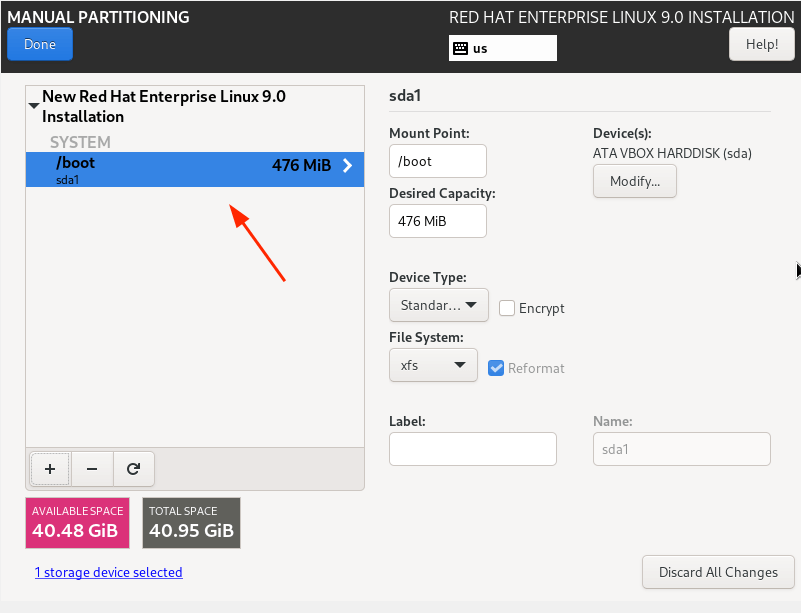 MANUAL PARTITIONING
RED HAT ENTERPRISE LINUX 9.0 INSTALLATION
Done
us
Help!
New Red Hat Enterprise Linux 9.0
Installation
SYSTEM
/boot
476 MiB
sda1
sda1
Mount Point:
/boot
Desired Capacity:
476 MiB
Device(s):
ATA VBOX HARDDISK (sda)
Modify...
Device Type:
Standar...
Encrypt
File System:
xfs
Reformat
Label:
Name:
sda1
AVAILABLE SPACE
40.48 GiB
TOTAL SPACE
40.95 GiB
1 storage device selected
Discard All Changes